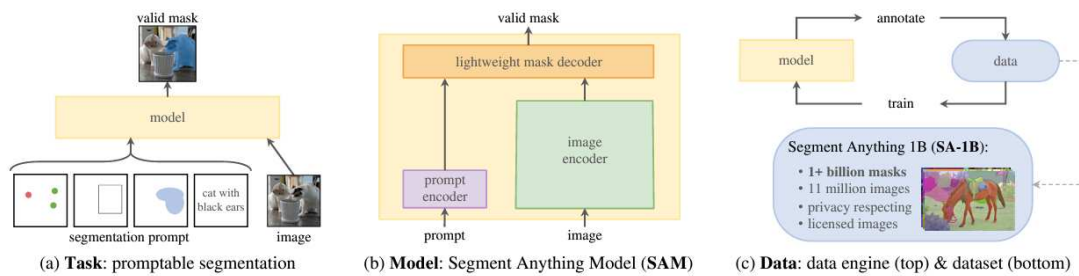 valid mask
model
cat with
black ears
segmentation prompt
image
(a) Task: promptable segmentation
valid mask
lightweight mask decoder
image
encoder
prompt
encoder
prompt
image
(b) Model: Segment Anything Model (SAM)
annotate
model
data
train
Segment Anything 1B (SA-1B):
• 1+ billion masks
• 11 million images
• privacy respecting
• licensed images
(c) Data: data engine (top) & dataset (bottom)